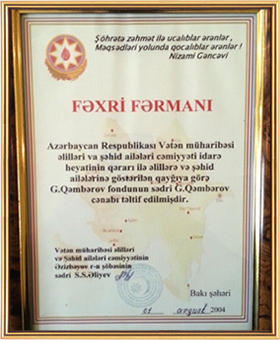 Şöhrətə zəhmət ilə ucalıblar ərənlər ,
Məqsədləri yolunda qocalıblar ərənlər !
Nizami Gəncəvi
FƏXRİ FƏRMANI
Azərbaycan Respublikası Vətən müharibəsi
əlilləri və şəhid ailələri cəmiyyəti idarə
heyətinin qərarı ilə əlillərə və şəhid
ailələrinə göstərilən qayğıya görə
G.Qəmbərov fondunun sədri G.Qəmbərov
cənabı təltif edilmişdir.
Vətən müharibəsi əlilləri
və Şəhid ailələri cəmiyyətinin
Əzizbəyov r-n şöbəsinin
sədri S.S.Əliyev
Bakı şəhəri
01 avqust 2004